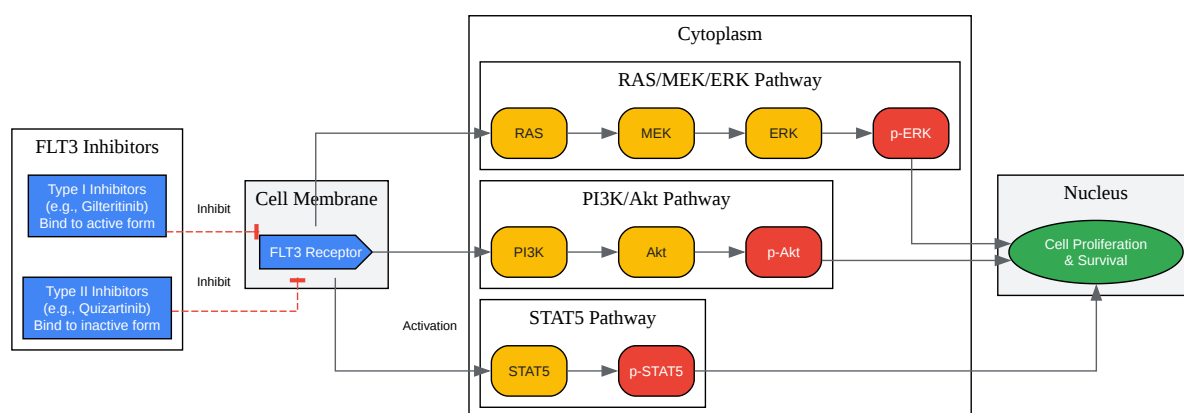 FLT3 Inhibitors
Type I Inhibitors
(e.g., Gilteritinib)
Bind to active form
Type II Inhibitors
(e.g., Quizartinib)
Bind to inactive form
Inhibit
Inhibit
Cell Membrane
FLT3 Receptor
Activation
Cytoplasm
RAS/MEK/ERK Pathway
RAS
MEK
ERK
p-ERK
PI3K/Akt Pathway
PI3K
Akt
p-Akt
STAT5 Pathway
STAT5
p-STAT5
Nucleus
Cell Proliferation
& Survival